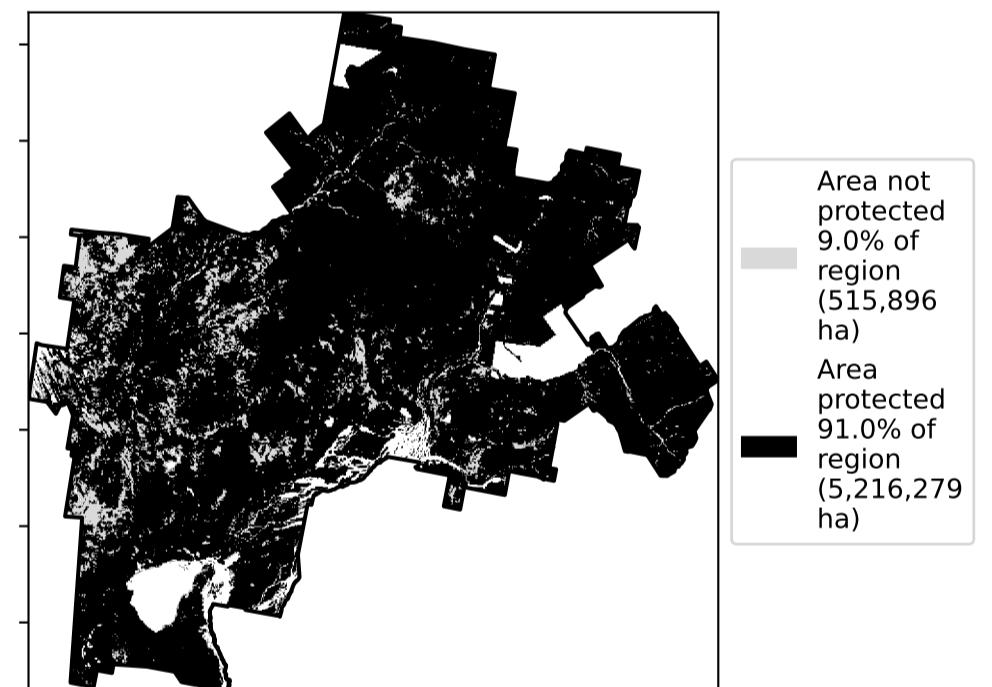 Area not
protected
9.0% of
region
(515,896
ha)
Area
protected
91.0% of
region
(5,216,279
ha)